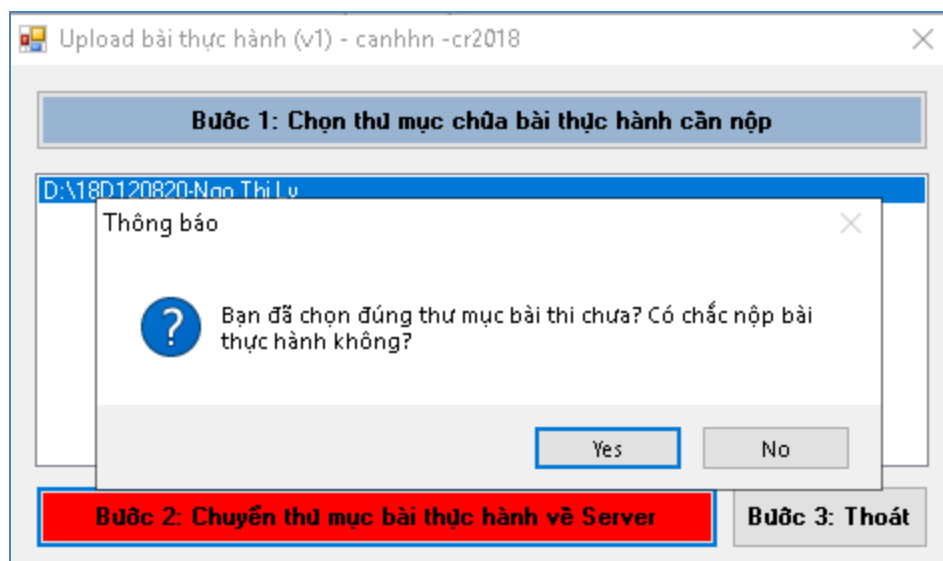 Upload bài thực hành (v1) - canhhn -cr2018
Bước 1: Chọn thư mục chứa bài thực hành cần nộp
D:\18D120820-Ngo Thi Ly
Thông báo
Bạn đã chọn đúng thư mục bài thi chưa? Có chắc nộp bài
thực hành không?
Yes
No
Bước 2: Chuyển thư mục bài thực hành về Server
Bước 3: Thoát